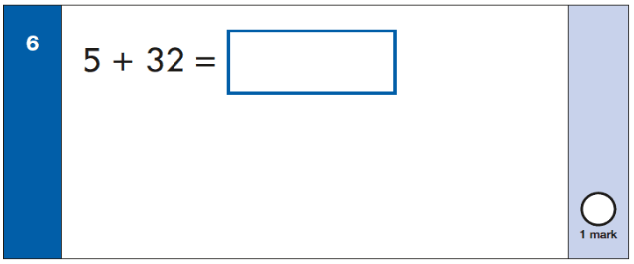 6
5 + 32 =
1 mark